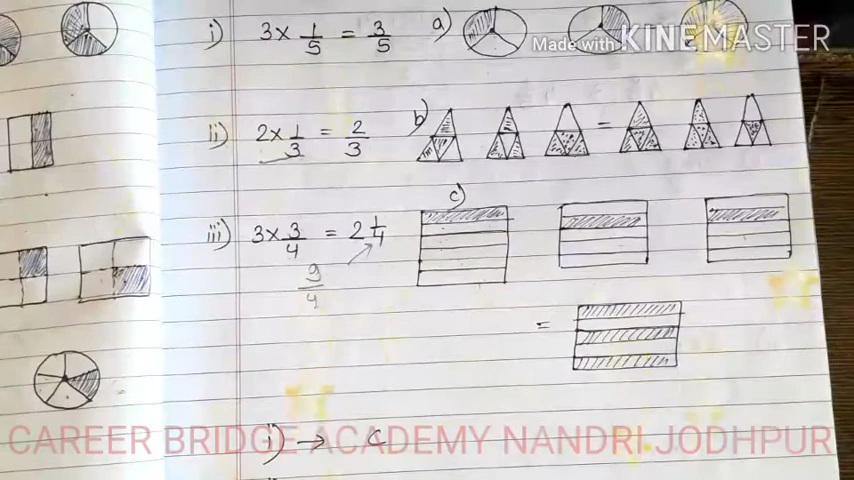 i) 3 × 1/5 = 3/5 a)
Made with KINEMASTER
ii) 2 × 1/3 = 2/3 b) =
c)
iii) 3 × 3/4 = 2 1/4
9/4
=
i) → c
CAREER BRIDGE ACADEMY NANDRI JODHPUR